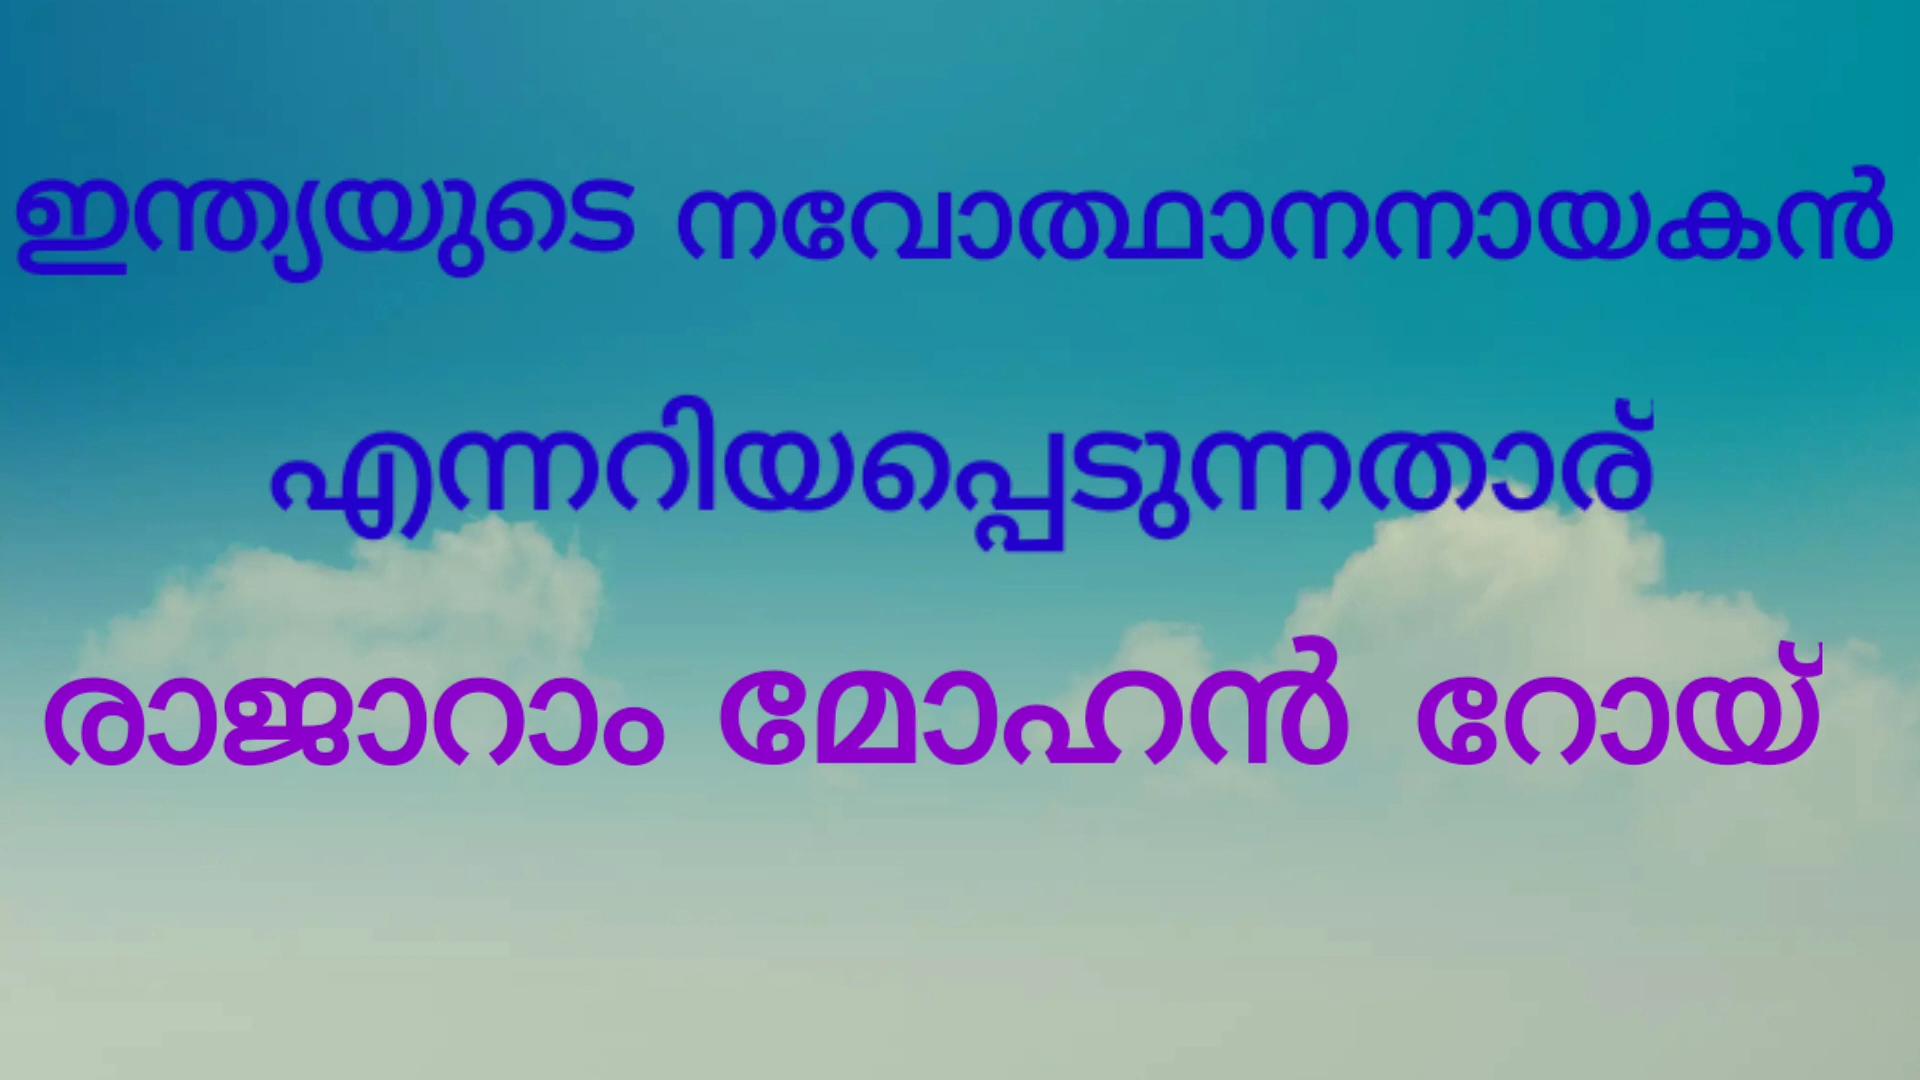 ഇന്ത്യയുടെ നവോത്ഥാനനായകൻ
എന്നറിയപ്പെടുന്നതാര്
രാജാറാം മോഹൻ റോയ്